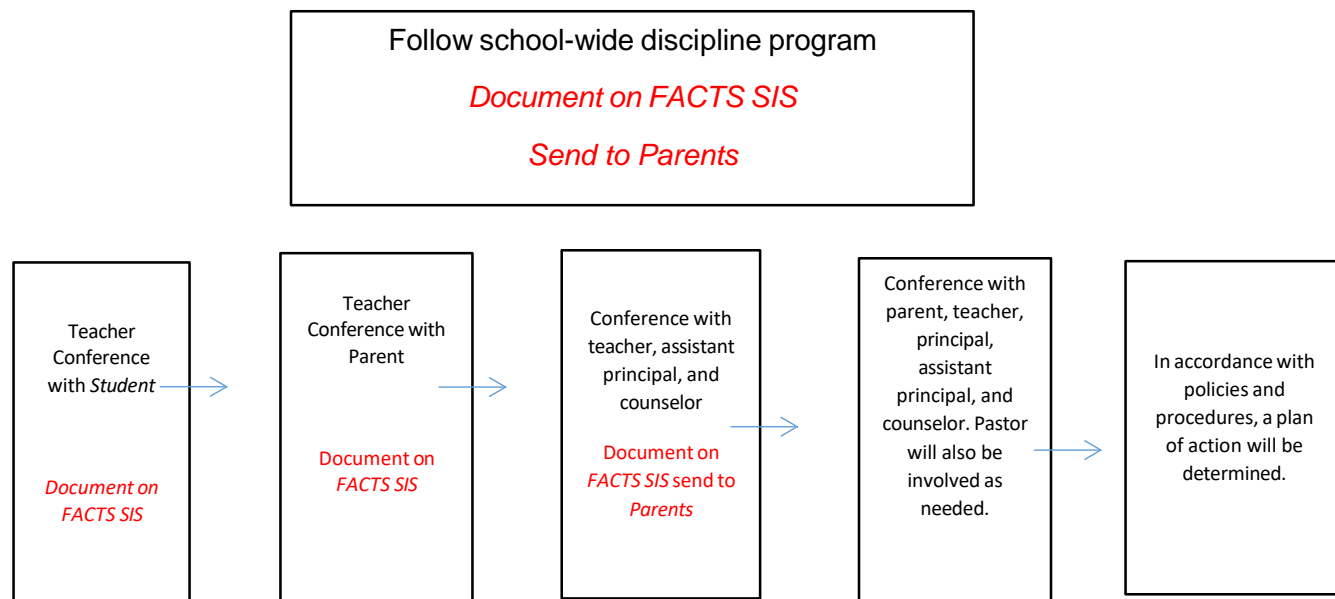 Follow school-wide discipline program
Document on FACTS SIS
Send to Parents
Teacher
Conference
with Student
Document on
FACTS SIS
Teacher
Conference with
Parent
Document on
FACTS SIS
Conference with
teacher, assistant
principal, and
counselor
Document on
FACTS SIS send to
Parents
Conference with
parent, teacher,
principal,
assistant
principal, and
counselor. Pastor
will also be
involved as
needed.
In accordance with
policies and
procedures, a plan
of action will be
determined.